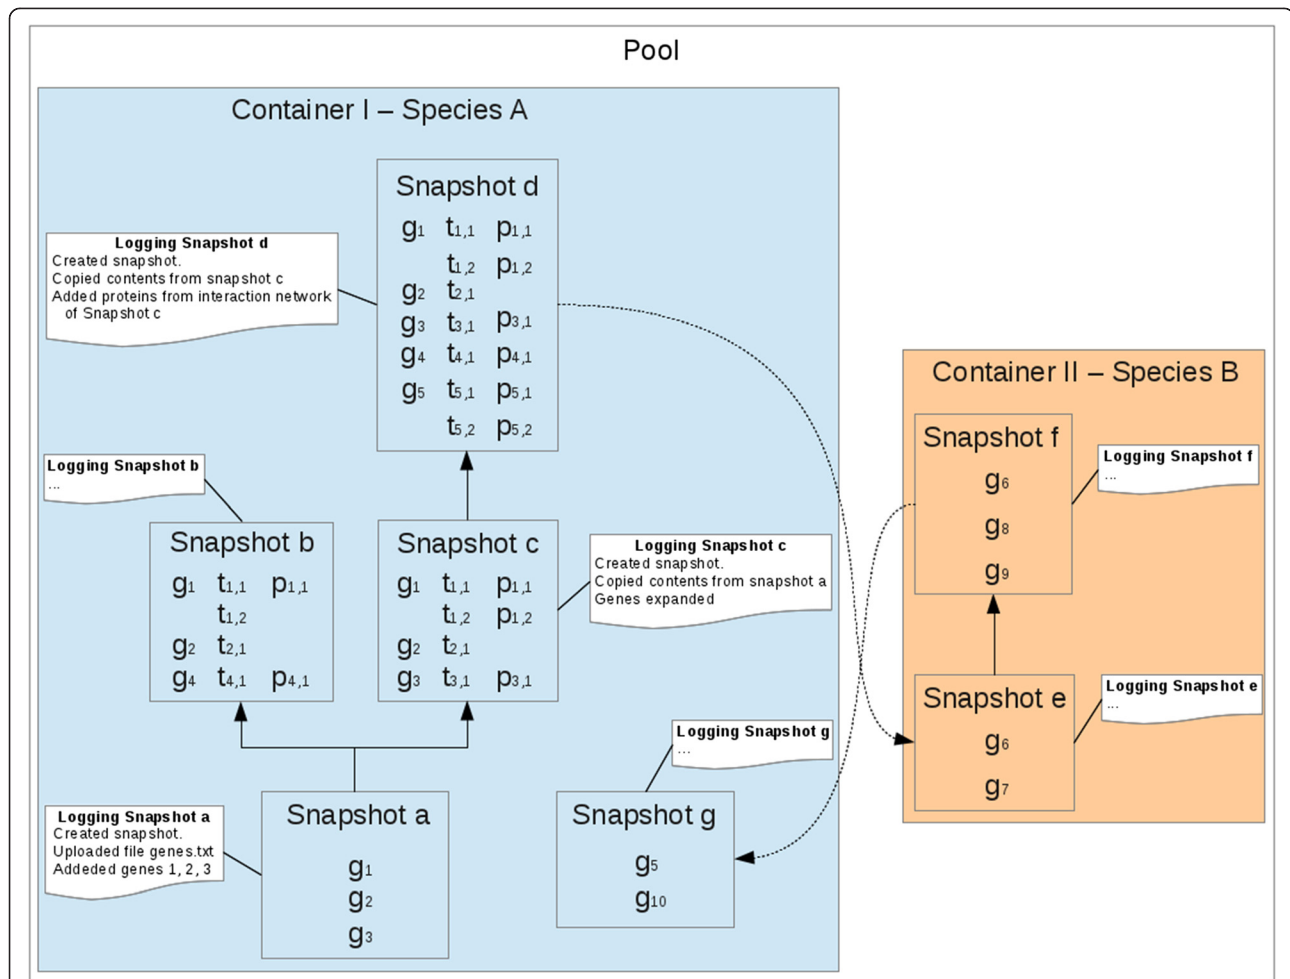 Pool
Container I – Species A
Snapshot d
g1 t1,1 p1,1
t1,2 p1,2
g2 t2,1
g3 t3,1 p3,1
g4 t4,1 p4,1
g5 t5,1 p5,1
t5,2 p5,2
Logging Snapshot d
Created snapshot.
Copied contents from snapshot c
Added proteins from interaction network
of Snapshot c
Logging Snapshot b
...
Snapshot b
g1 t1,1 p1,1
t1,2
g2 t2,1
g4 t4,1 p4,1
Snapshot c
g1 t1,1 p1,1
t1,2 p1,2
g2 t2,1
g3 t3,1 p3,1
Logging Snapshot c
Created snapshot.
Copied contents from snapshot a
Genes expanded
Logging Snapshot a
Created snapshot.
Uploaded file genes.txt
Addeded genes 1, 2, 3
Snapshot a
g1
g2
g3
Logging Snapshot g
...
Snapshot g
g5
g10
Container II – Species B
Snapshot f
g6
g8
g9
Logging Snapshot f
...
Snapshot e
g6
g7
Logging Snapshot e
...